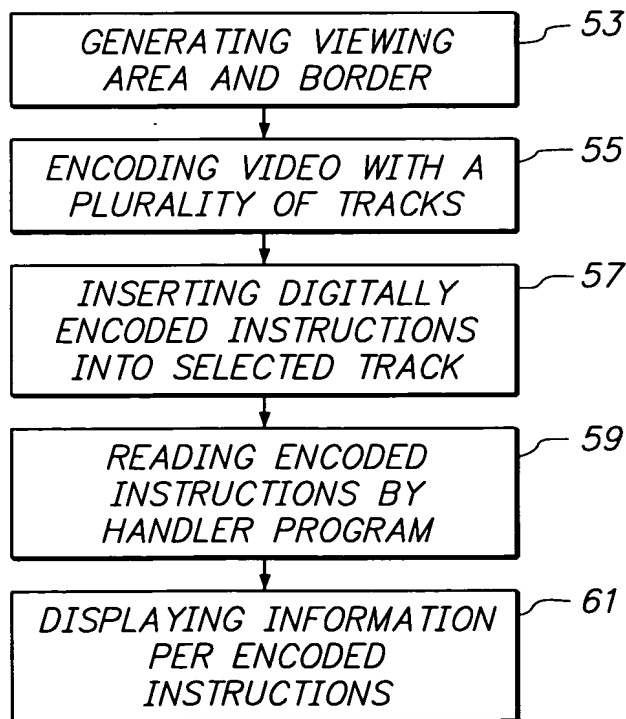 GENERATING VIEWING
AREA AND BORDER
53
ENCODING VIDEO WITH A
PLURALITY OF TRACKS
55
INSERTING DIGITALLY
ENCODED INSTRUCTIONS
INTO SELECTED TRACK
57
READING ENCODED
INSTRUCTIONS BY
HANDLER PROGRAM
59
DISPLAYING INFORMATION
PER ENCODED
INSTRUCTIONS
61